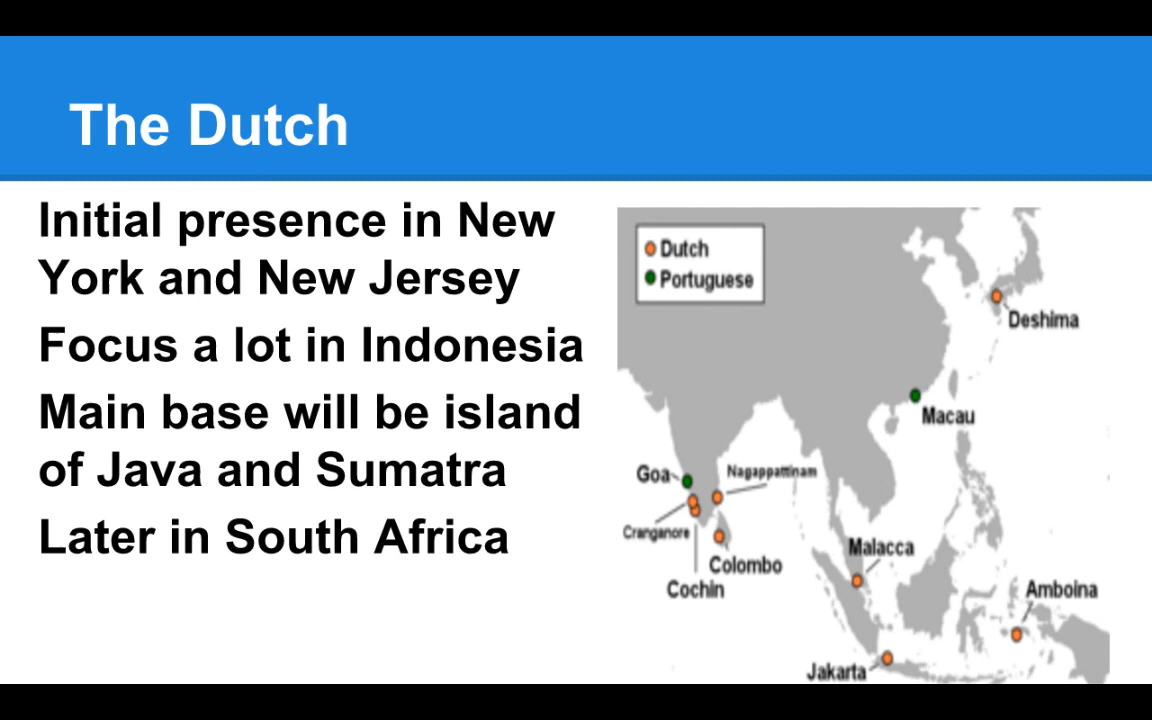 The Dutch
Initial presence in New
York and New Jersey
Focus a lot in Indonesia
Main base will be island
of Java and Sumatra
Later in South Africa
Dutch
Portuguese
Deshima
Macau
Goa
Nagappattinam
Cranganore
Colombo
Cochin
Malacca
Amboina
Jakarta